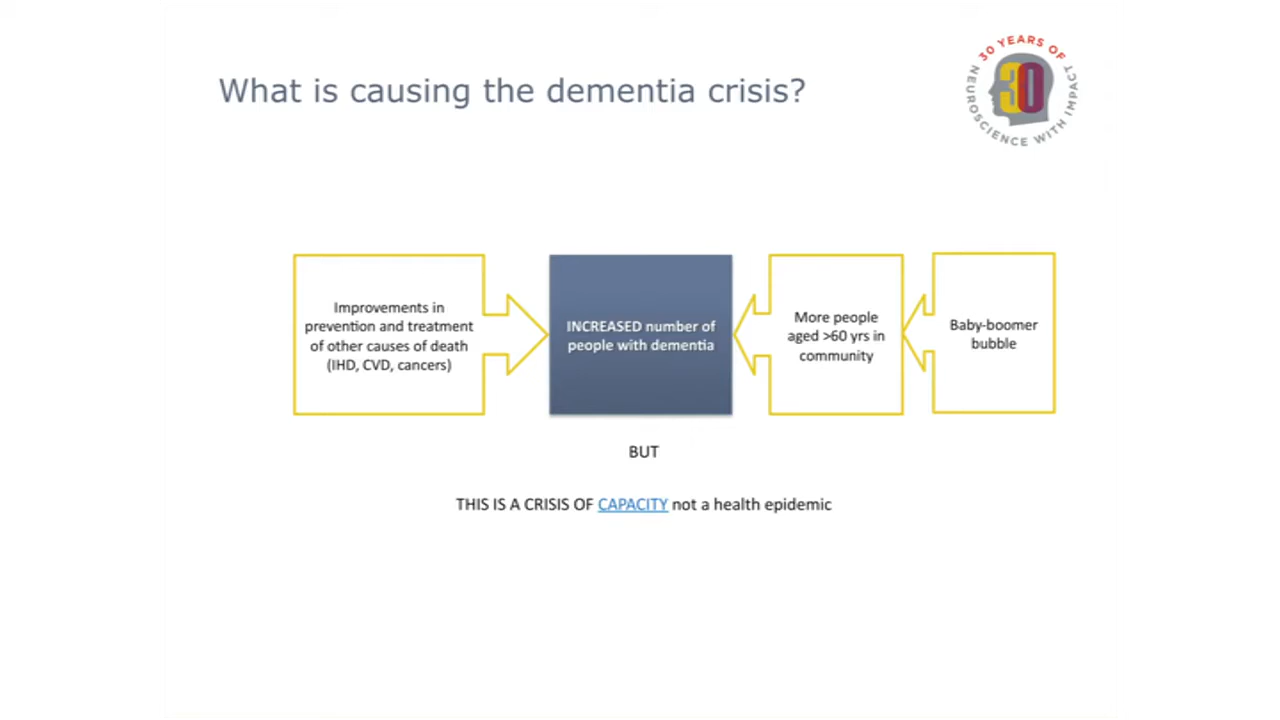 What is causing the dementia crisis?
30 YEARS OF
NEUROSCIENCE WITH IMPACT
30
Improvements in
prevention and treatment
of other causes of death
(IHD, CVD, cancers)
INCREASED number of
people with dementia
More people
aged >60 yrs in
community
Baby-boomer
bubble
BUT
THIS IS A CRISIS OF CAPACITY not a health epidemic